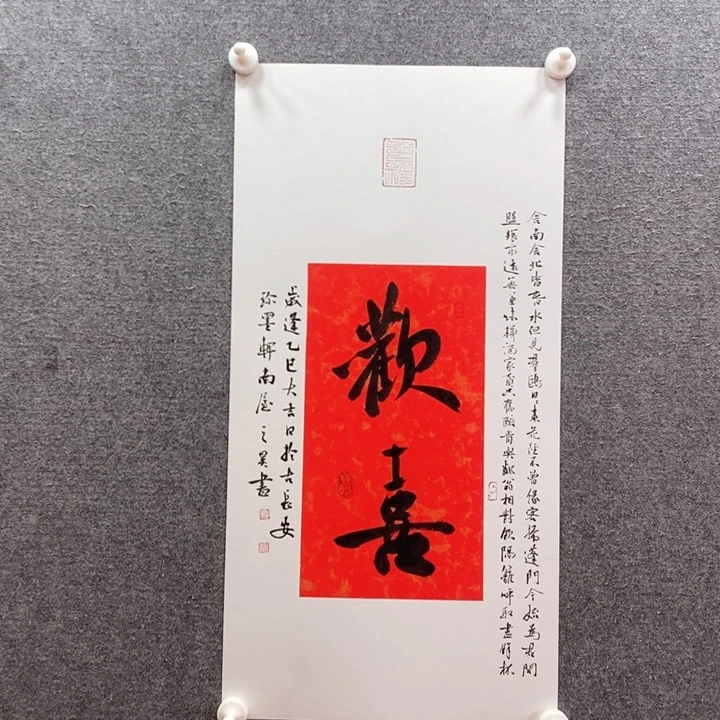 舍南舍北皆春水但見羣鷗日日來花徑不曾緣客掃蓬門今始為君開
盤飧市遠無兼味樽酒家貧只舊醅肯與鄰翁相對飲隔籬呼取盡餘杯
歡喜
歲逢乙巳大吉日於古長安
墨軒南之昊書